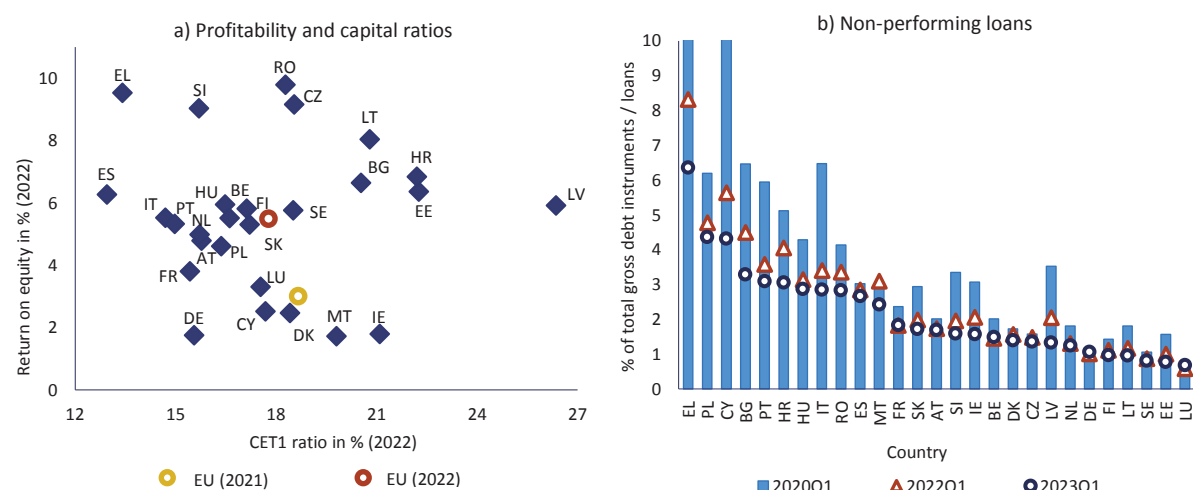 a) Profitability and capital ratios
Return on equity in % (2022)
10
8
6
4
2
0
EL
SI
RO
CZ
LT
ES
HU
BE
BG
HR
LV
IT
PT
FI
SE
EE
NL
SK
AT
PL
FR
LU
DE
CY
DK
MT
IE
12
15
18
21
24
27
CET1 ratio in % (2022)
EU (2021)
EU (2022)
b) Non-performing loans
% of total gross debt instruments / loans
10
9
8
7
6
5
4
3
2
1
0
EL
PL
CY
BG
PT
HR
HU
IT
RO
ES
MT
FR
SK
AT
SI
IE
BE
DK
CZ
LV
NL
DE
FI
LT
SE
EE
LU
Country
2020Q1
2022Q1
2023Q1